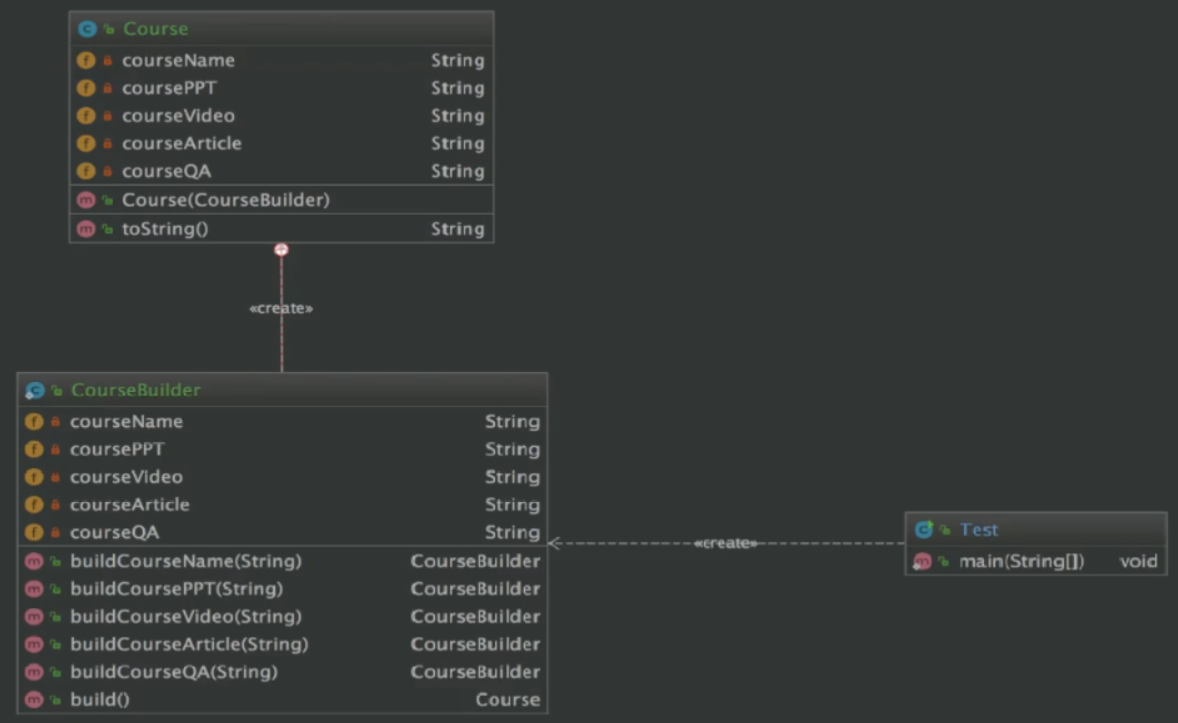 Course
courseName String
coursePPT String
courseVideo String
courseArticle String
courseQA String
Course(CourseBuilder)
toString() String
«create»
CourseBuilder
courseName String
coursePPT String
courseVideo String
courseArticle String
courseQA String
buildCourseName(String) CourseBuilder
buildCoursePPT(String) CourseBuilder
buildCourseVideo(String) CourseBuilder
buildCourseArticle(String) CourseBuilder
buildCourseQA(String) CourseBuilder
build() Course
«create»
Test
main(String[]) void